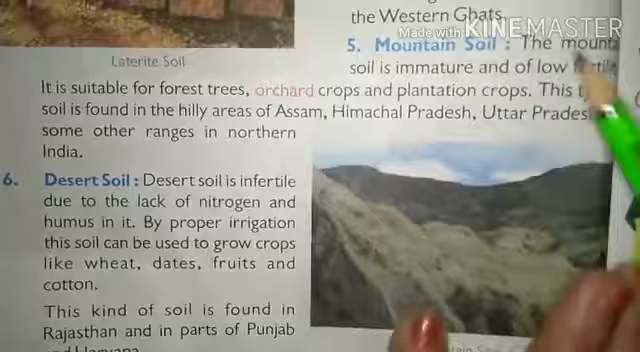 the Western Ghats.
Made with KINEMASTER
5. Mountain Soil : The
Laterite Soil
soil is immature and of low
It is suitable for forest trees, orchard crops and plantation crops. This
soil is found in the hilly areas of Assam, Himachal Pradesh, Uttar
some other ranges in northern
India.
6. Desert Soil : Desert soil is infertile
due to the lack of nitrogen and
humus in it. By proper irrigation
this soil can be used to grow crops
like wheat, dates, fruits and
cotton.
This kind of soil is found in
Rajasthan and in parts of Punjab